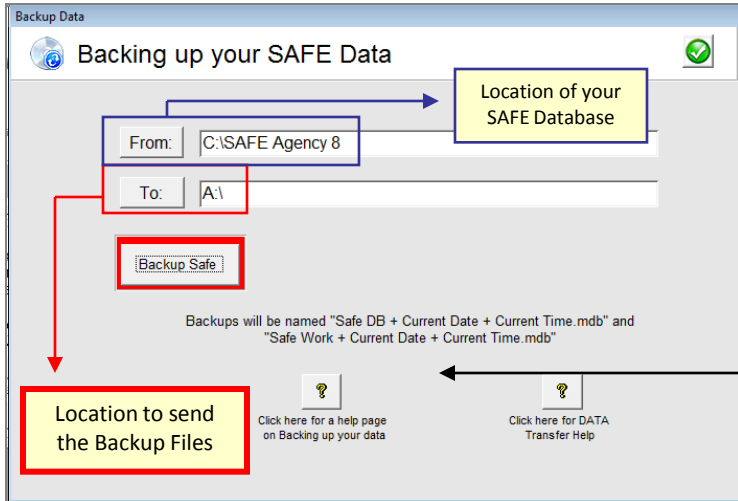 Backup Data
Backing up your SAFE Data
Location of your
SAFE Database
From:
C:\SAFE Agency 8
To:
A:\
Backup Safe
Backups will be named "Safe DB + Current Date + Current Time.mdb" and
"Safe Work + Current Date + Current Time.mdb"
Location to send
the Backup Files
?
Click here for a help page
on Backing up your data
?
Click here for DATA
Transfer Help